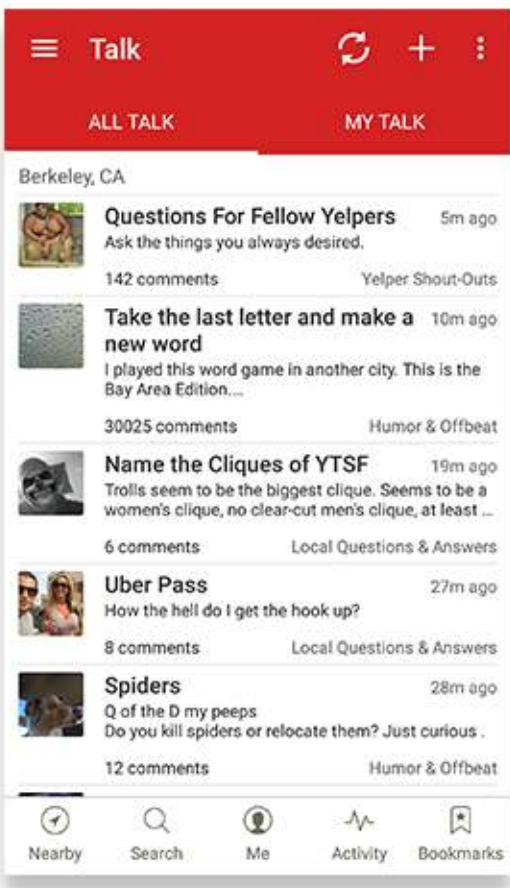 Talk
ALL TALK
MY TALK
Berkeley, CA
Questions For Fellow Yelpers
5m ago
Ask the things you always desired.
142 comments
Yelper Shout-Outs
Take the last letter and make a
10m ago
new word
I played this word game in another city. This is the
Bay Area Edition....
30025 comments
Humor & Offbeat
Name the Cliques of YTSF
19m ago
Trolls seem to be the biggest clique. Seems to be a
women's clique, no clear-cut men's clique, at least ...
6 comments
Local Questions & Answers
Uber Pass
27m ago
How the hell do I get the hook up?
8 comments
Local Questions & Answers
Spiders
28m ago
Q of the D my peeps
Do you kill spiders or relocate them? Just curious .
12 comments
Humor & Offbeat
Nearby
Search
Me
Activity
Bookmarks